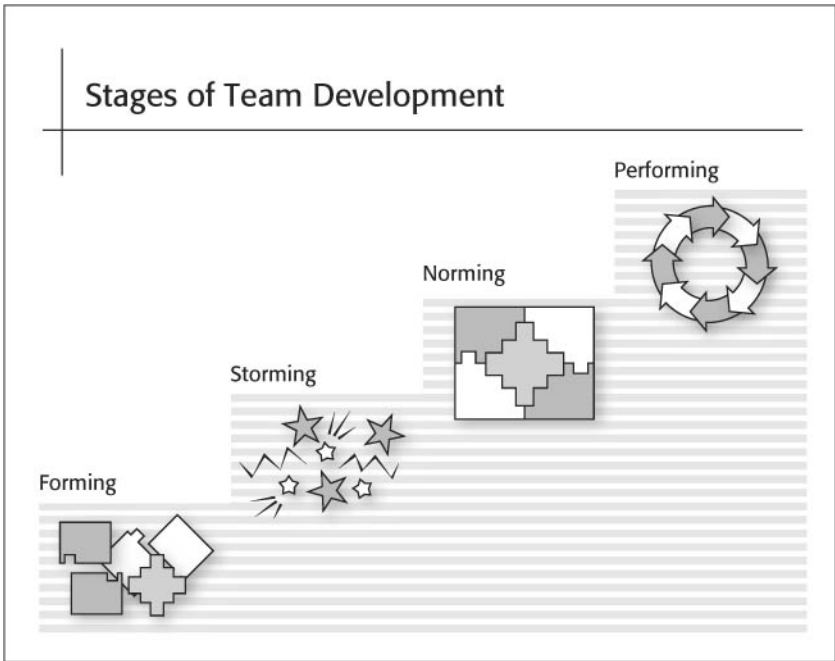 Stages of Team Development
Performing
Norming
Storming
Forming